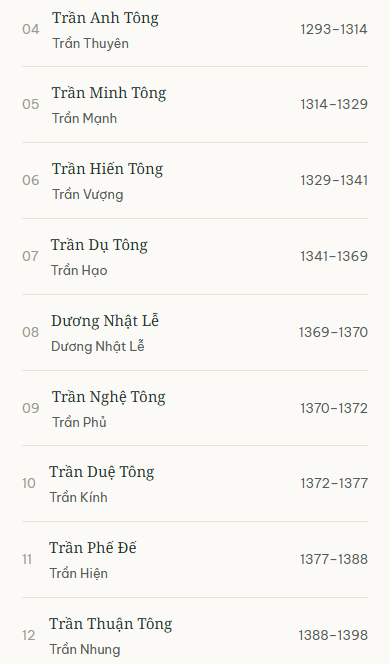 04 Trần Anh Tông 1293–1314
Trần Thuyên
05 Trần Minh Tông 1314–1329
Trần Mạnh
06 Trần Hiến Tông 1329–1341
Trần Vượng
07 Trần Dụ Tông 1341–1369
Trần Hạo
08 Dương Nhật Lễ 1369–1370
Dương Nhật Lễ
09 Trần Nghệ Tông 1370–1372
Trần Phủ
10 Trần Duệ Tông 1372–1377
Trần Kính
11 Trần Phế Đế 1377–1388
Trần Hiện
12 Trần Thuận Tông 1388–1398
Trần Nhung